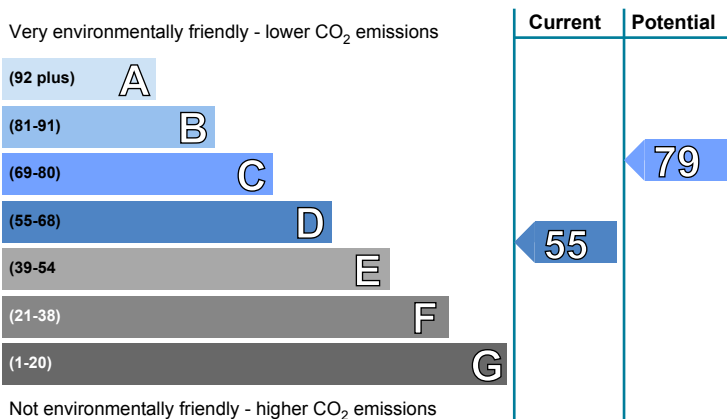 Current Potential
Very environmentally friendly - lower CO2 emissions
(92 plus) A
(81-91) B
(69-80) C
79
(55-68) D
55
(39-54 E
(21-38) F
(1-20) G
Not environmentally friendly - higher CO2 emissions